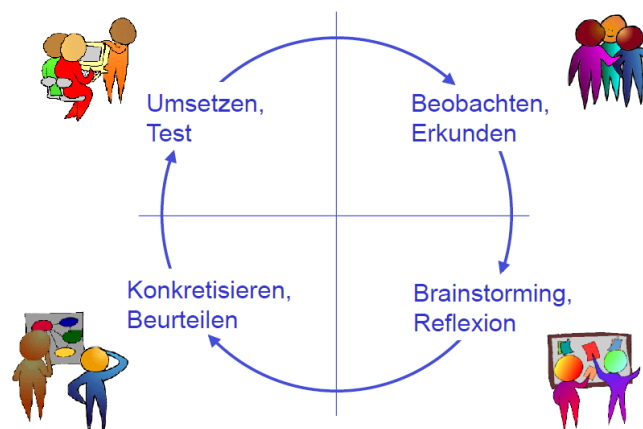 Umsetzen,
Test
Beobachten,
Erkunden
Konkretisieren,
Beurteilen
Brainstorming,
Reflexion